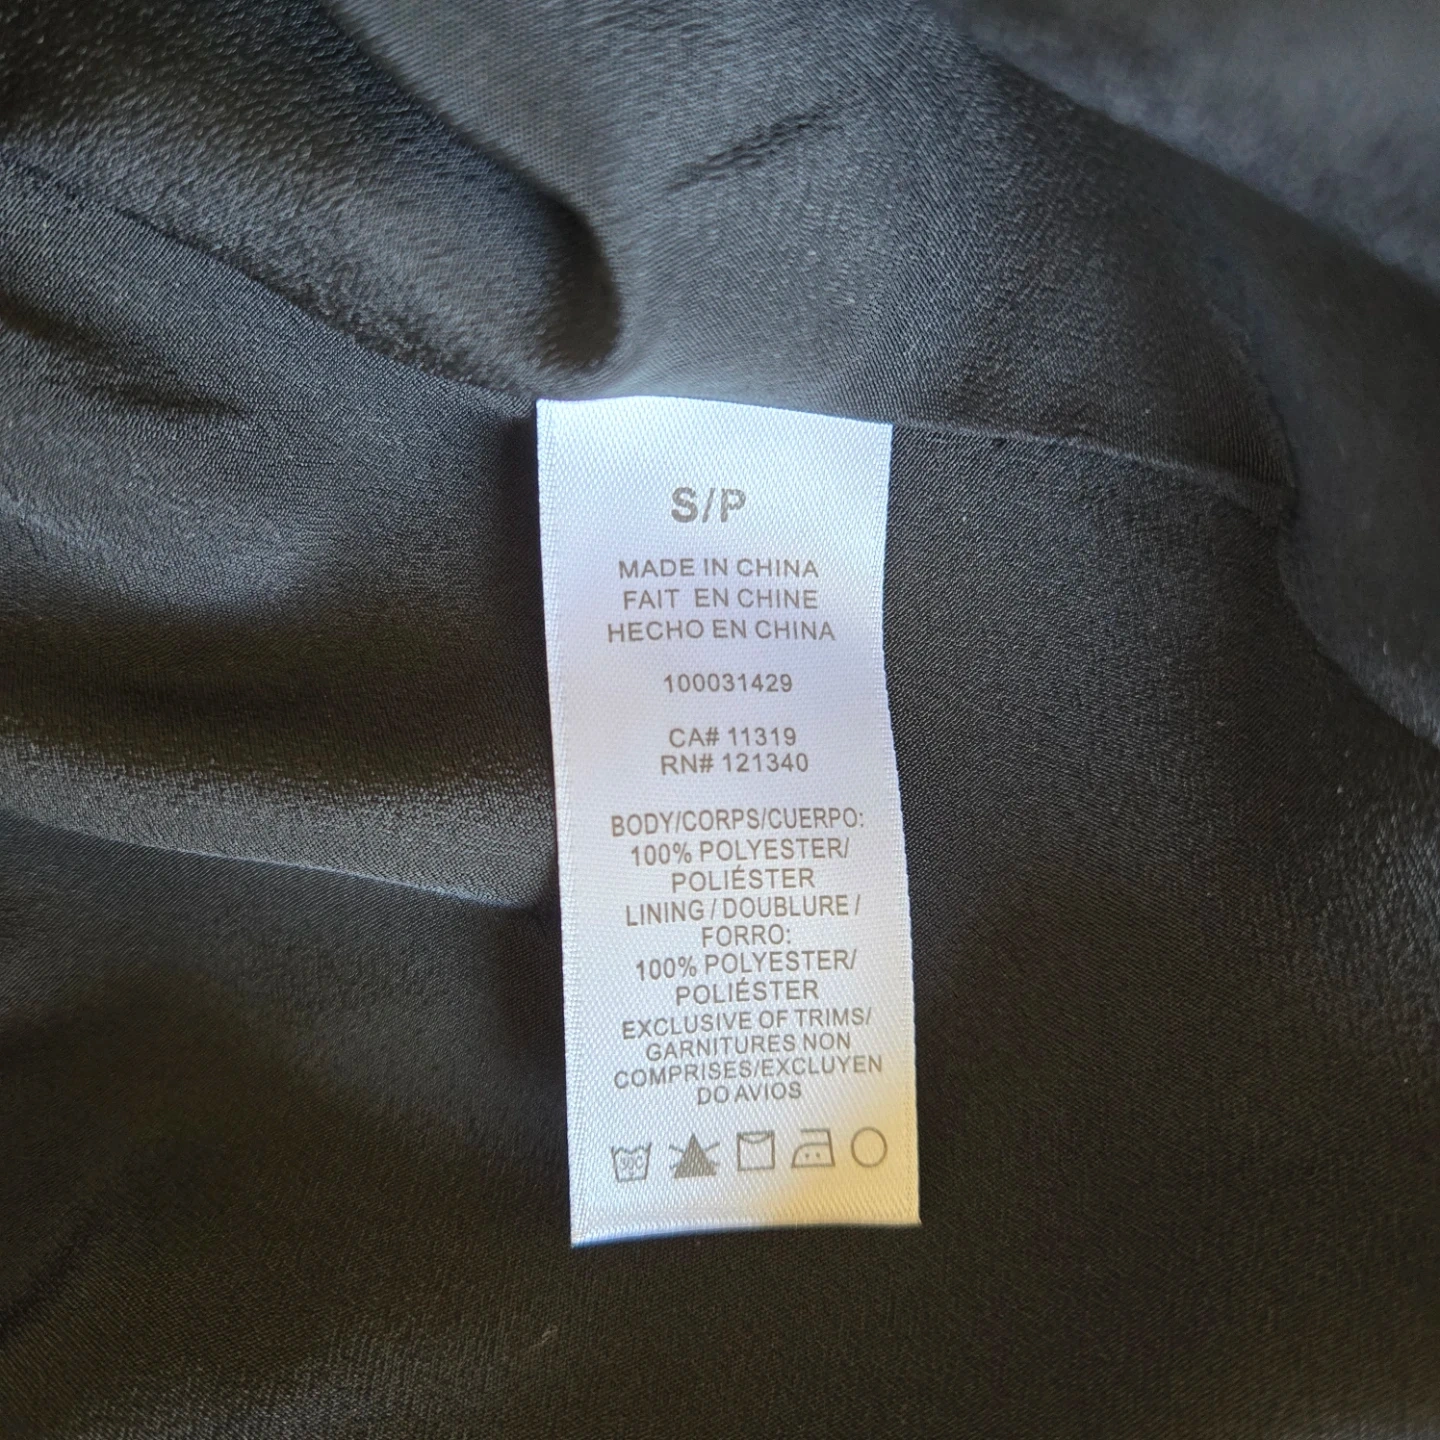 S/P
MADE IN CHINA
FAIT EN CHINE
HECHO EN CHINA
100031429
CA# 11319
RN# 121340
BODY/CORPS/CUERPO:
100% POLYESTER/
POLIÉSTER
LINING / DOUBLURE /
FORRO:
100% POLYESTER/
POLIÉSTER
EXCLUSIVE OF TRIMS/
GARNITURES NON
COMPRISES/EXCLUYEN
DO AVIOS
30C